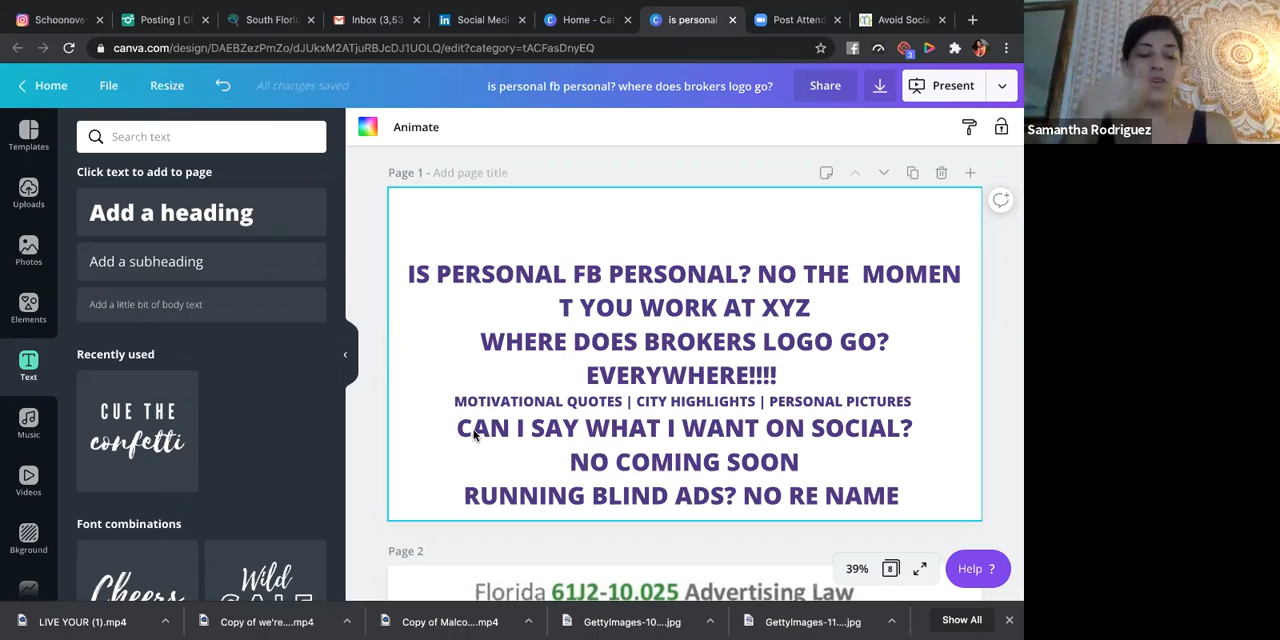 Schoonove
Posting | Ol
South Flori
Inbox (3,53
Social Medi
Home - Can
is personal
Post Attend
Avoid Socia
canva.com/design/DAEBZezPmZo/dJUkxM2ATjuRBJcDJ1UOLQ/edit?category=tACFasDnyEQ
3
Home
File
Resize
All changes saved
is personal fb personal? where does brokers logo go?
Share
Present
Samantha Rodriguez
Templates
Uploads
Photos
Elements
Text
Music
Videos
Bkground
Search text
Click text to add to page
Add a heading
Add a subheading
Add a little bit of body text
Recently used
CUE THE
confetti
Font combinations
Cheers
Wild
Animate
Page 1 - Add page title
IS PERSONAL FB PERSONAL? NO THE  MOMEN
T YOU WORK AT XYZ
WHERE DOES BROKERS LOGO GO?
EVERYWHERE!!!!
MOTIVATIONAL QUOTES | CITY HIGHLIGHTS | PERSONAL PICTURES
CAN I SAY WHAT I WANT ON SOCIAL?
NO COMING SOON
RUNNING BLIND ADS? NO RE NAME
Page 2
39%
8
Help ?
Florida 61J2-10.025 Advertising Law
LIVE YOUR (1).mp4
Copy of we're....mp4
Copy of Malco....mp4
GettyImages-10....jpg
GettyImages-11....jpg
Show All